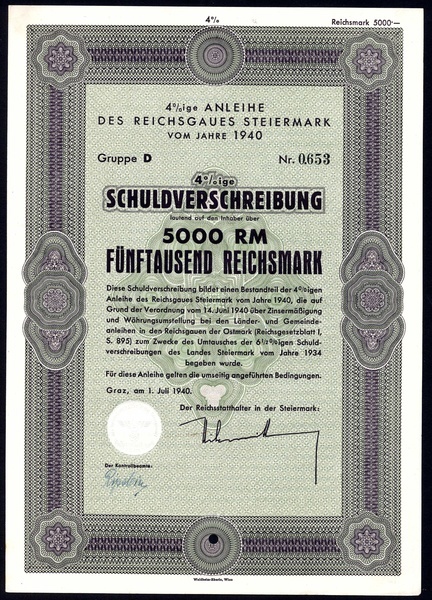 4%
Reichsmark 5000·—
4%ige ANLEIHE
DES REICHSGAUES STEIERMARK
VOM JAHRE 1940
Gruppe D
Nr. 0,653
4%ige
SCHULDVERSCHREIBUNG
lautend auf den Inhaber über
5000 RM
FÜNFTAUSEND REICHSMARK
Diese Schuldverschreibung bildet einen Bestandteil der 4%igen
Anleihe des Reichsgaues Steiermark vom Jahre 1940, die auf
Grund der Verordnung vom 14. Juni 1940 über Zinsermäßigung
und Währungsumstellung bei den Länder- und Gemeinde-
anleihen in den Reichsgauen der Ostmark (Reichsgesetzblatt I,
S. 895) zum Zwecke des Umtausches der 6½%igen Schuld-
verschreibungen des Landes Steiermark vom Jahre 1934
begeben wurde.
Für diese Anleihe gelten die umseitig angeführten Bedingungen.
Graz, am 1. Juli 1940.
Der Reichsstatthalter in der Steiermark:
Der Kontrollbeamte:
Waldheim-Eberle, Wien